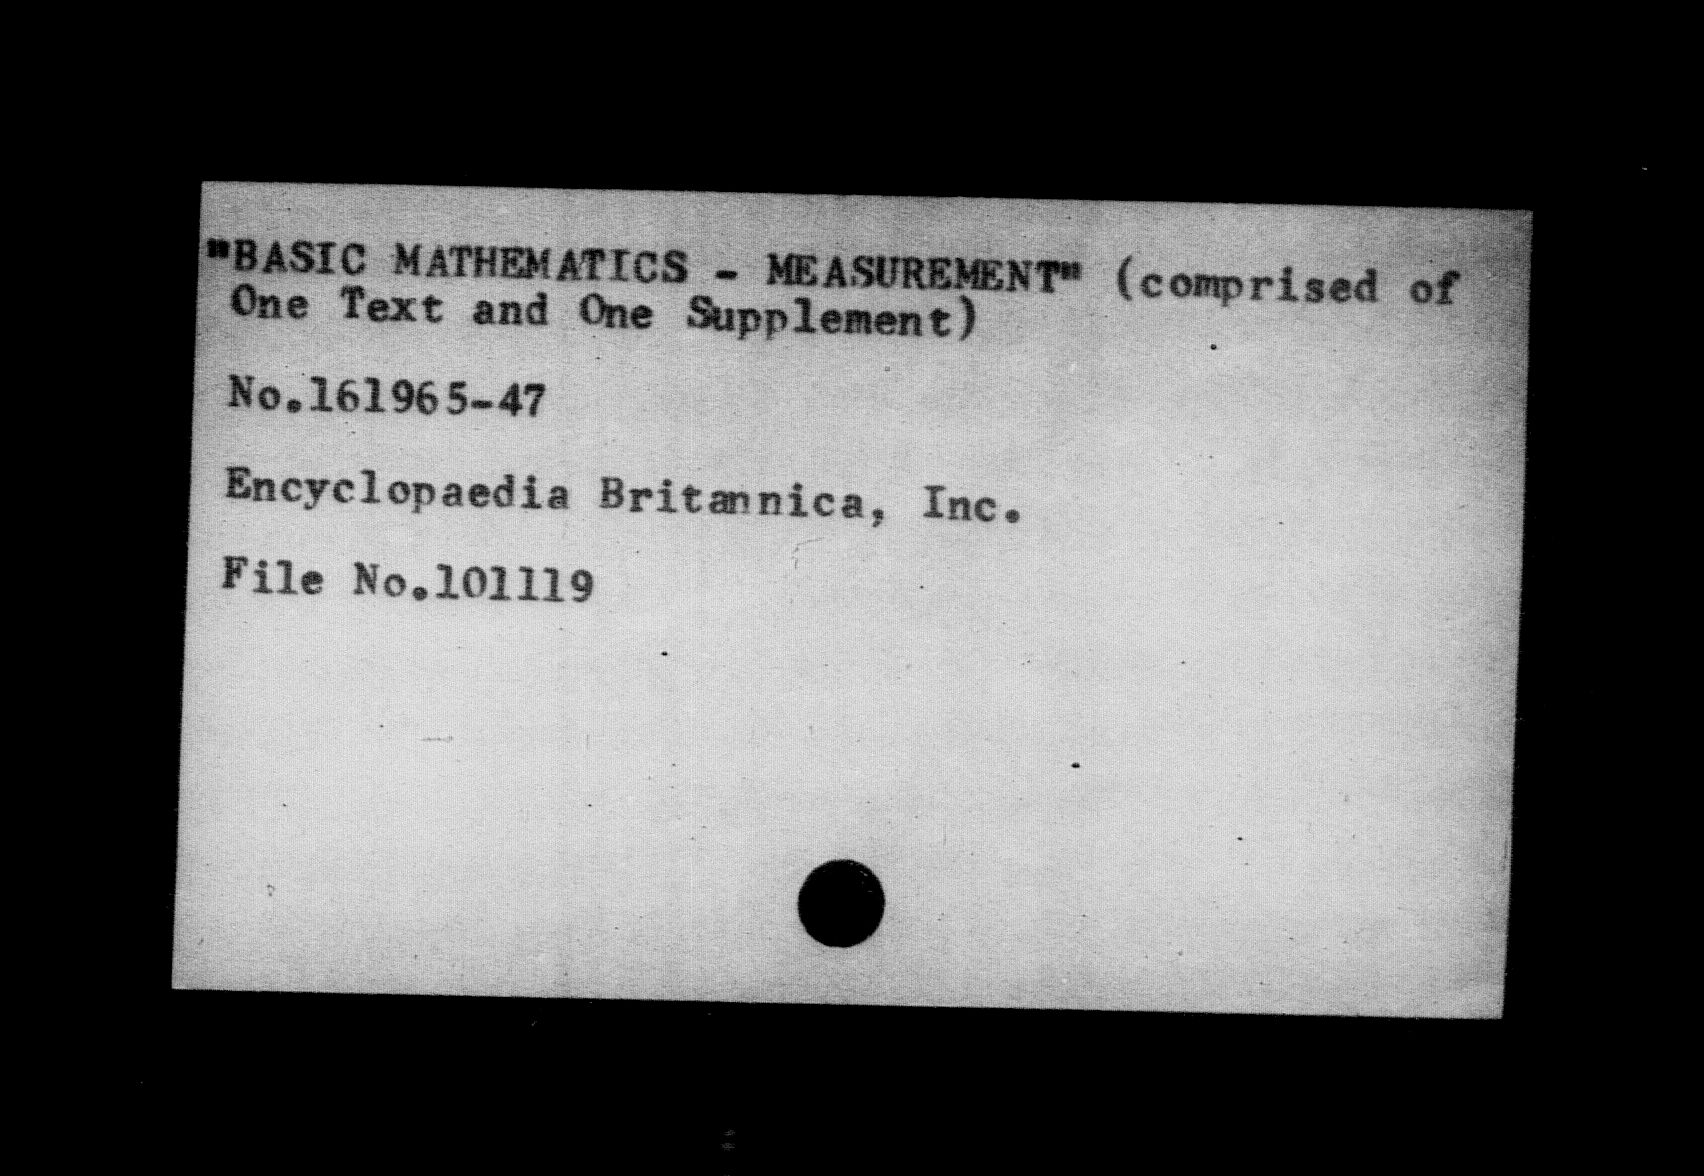 "BASIC MATHEMATICS - MEASUREMENT" (comprised of
One Text and One Supplement)
No.161965-47
Encyclopaedia Britannica, Inc.
File No.101119